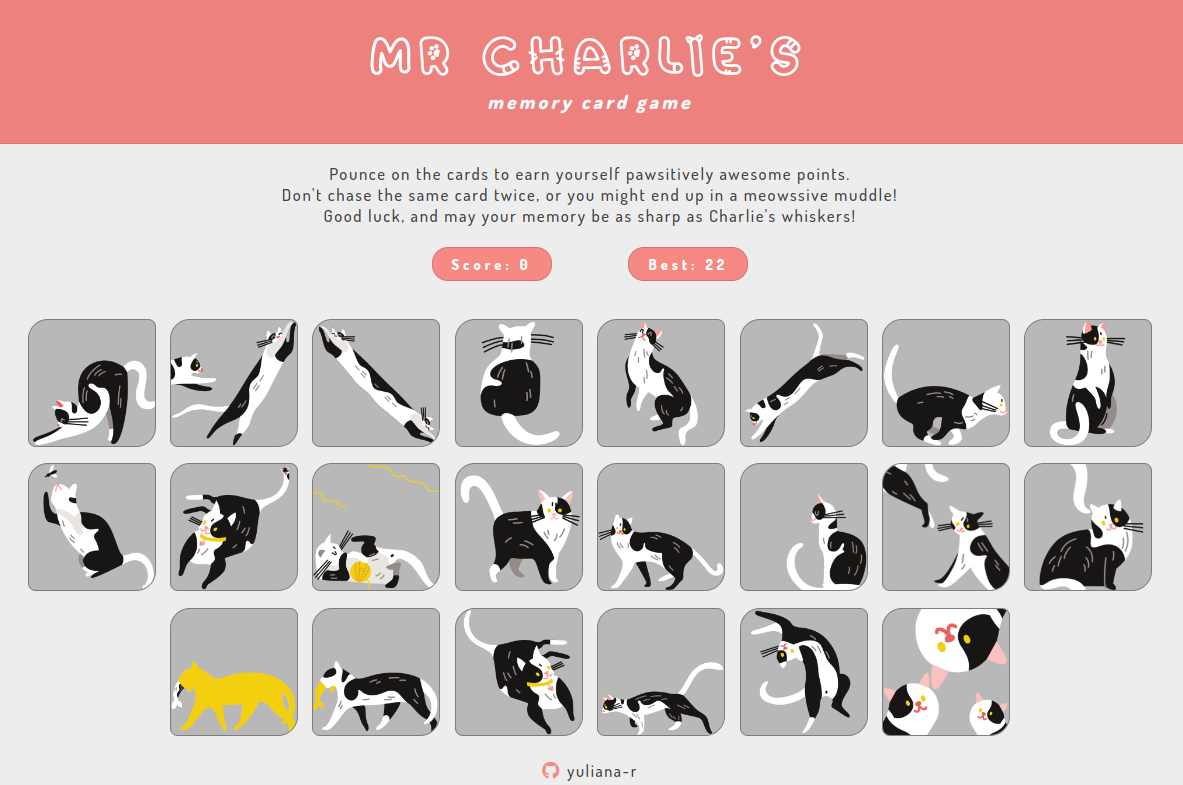 MR CHARLIE'S
memory card game
Pounce on the cards to earn yourself pawsitively awesome points.
Don't chase the same card twice, or you might end up in a meowssive muddle!
Good luck, and may your memory be as sharp as Charlie's whiskers!
Score: 0
Best: 22
yuliana-r